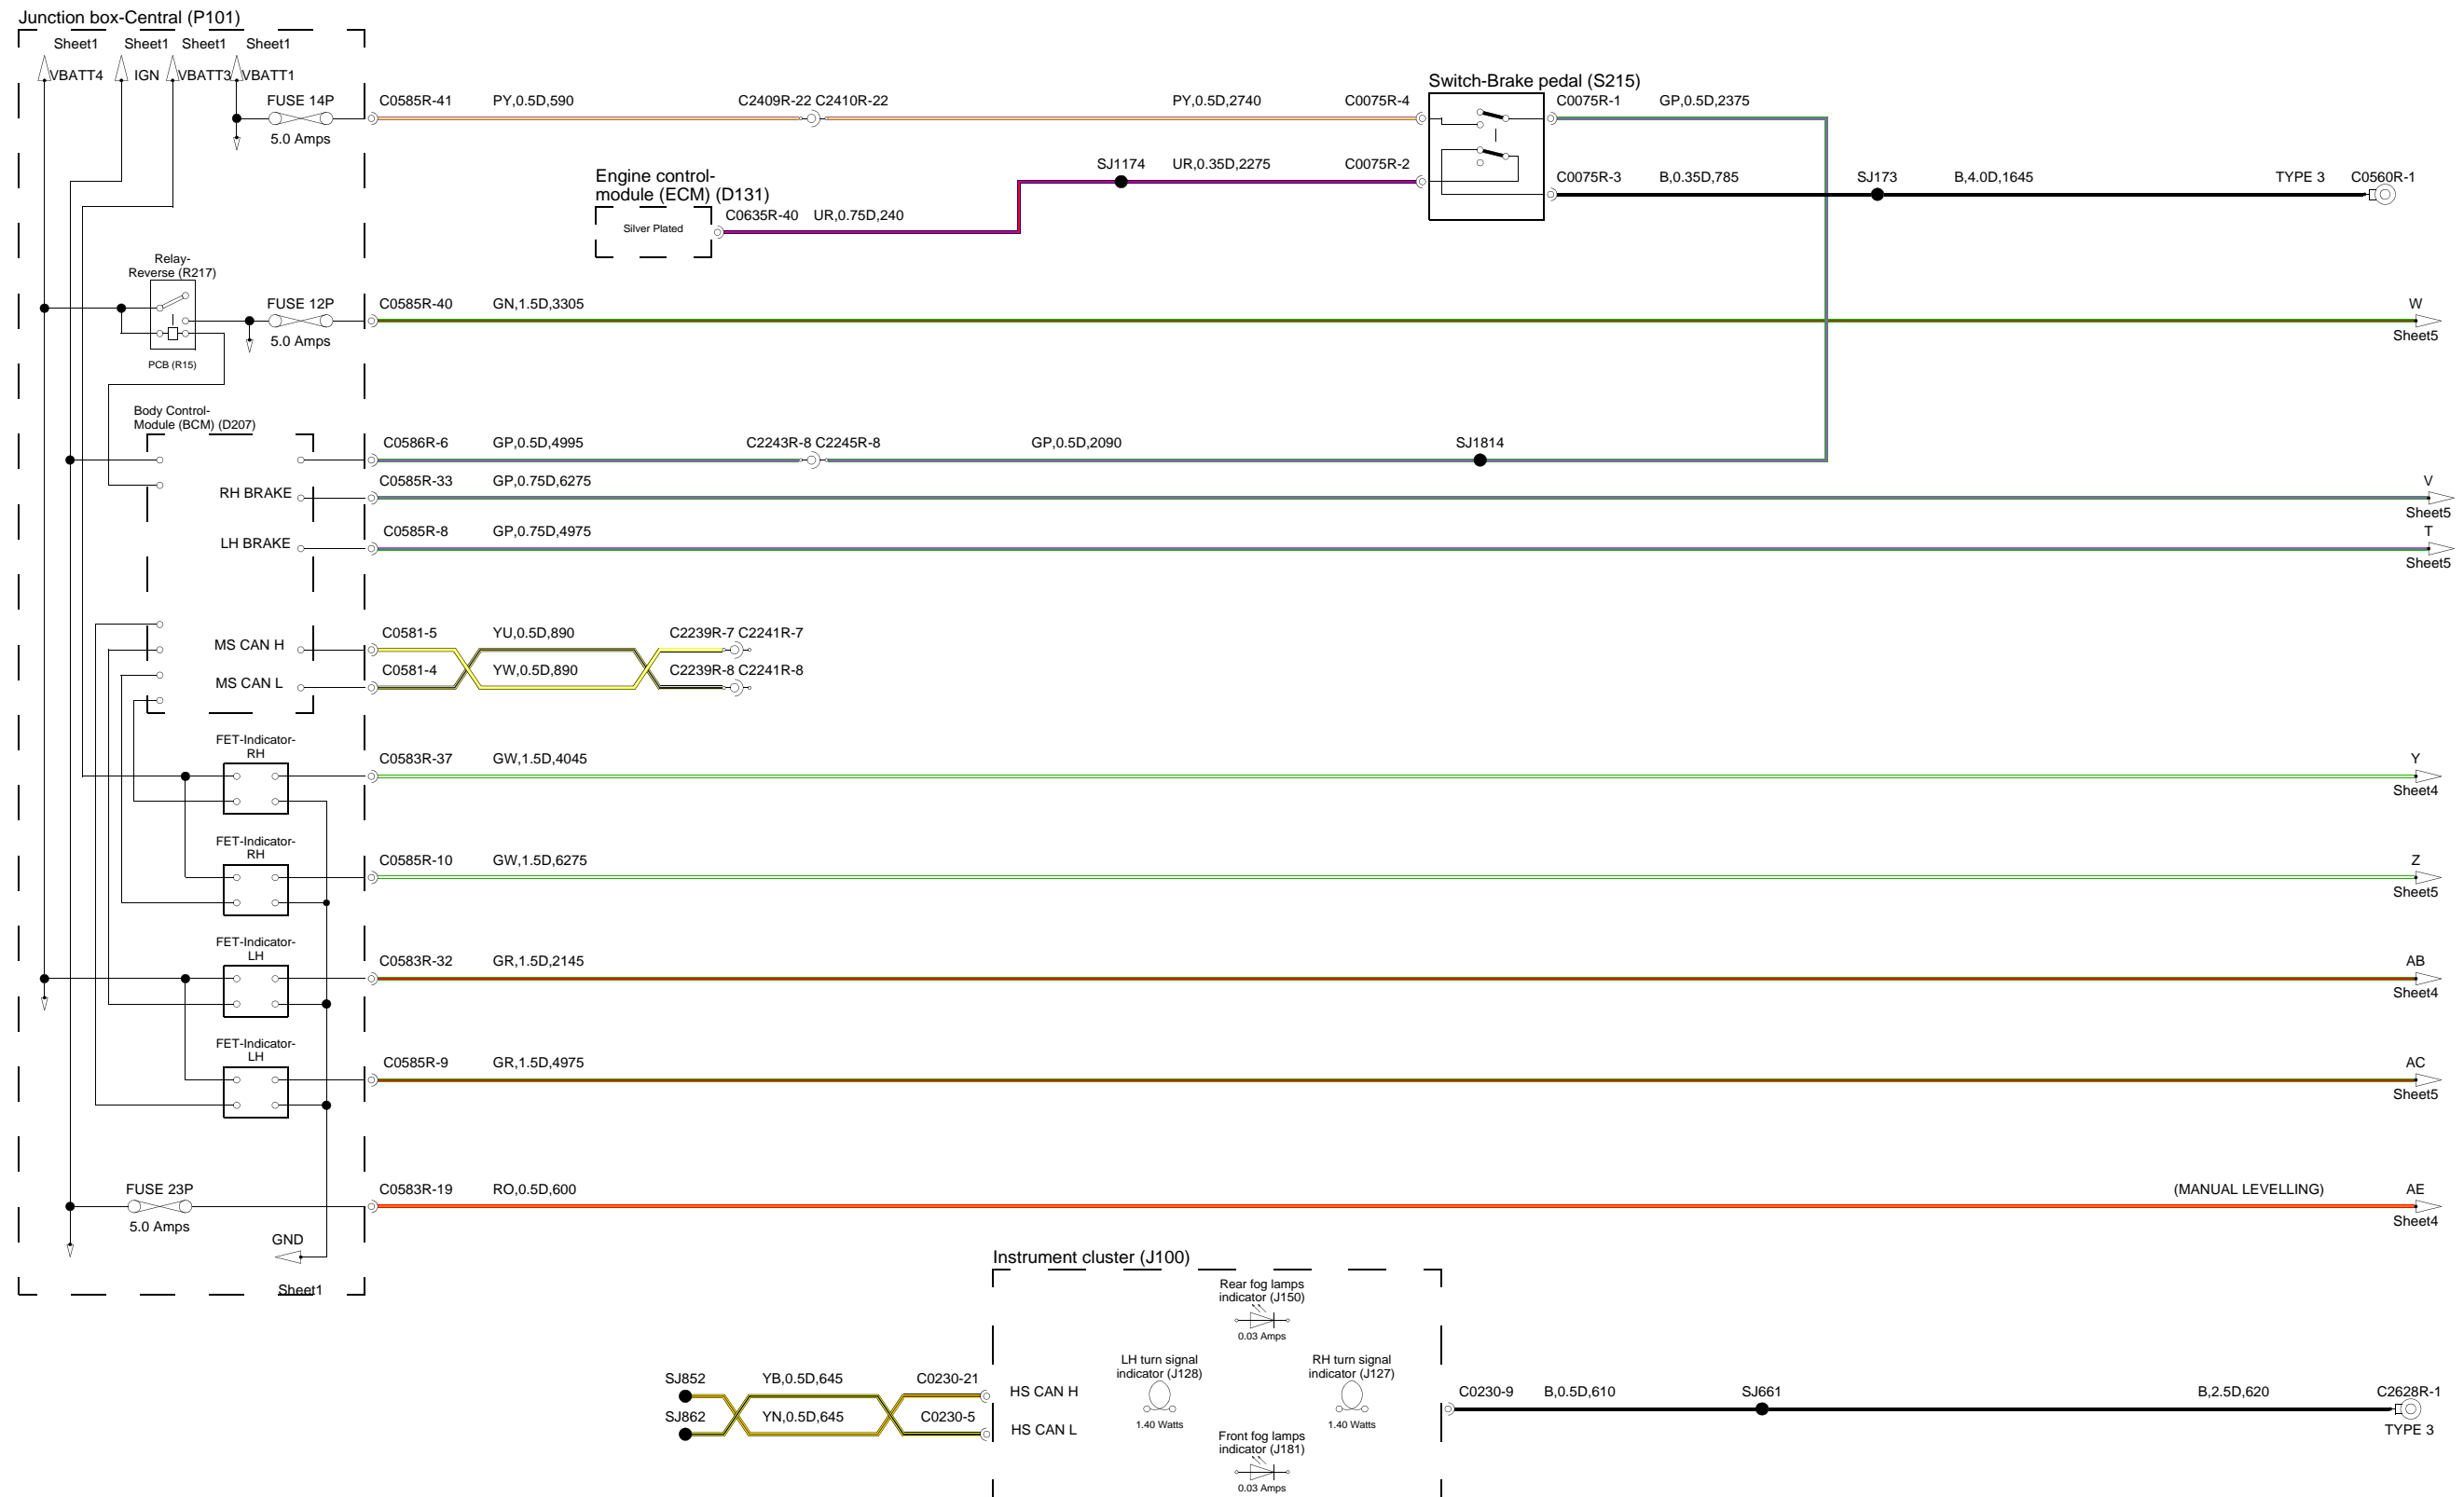 Junction box-Central (P101)
Sheet1 Sheet1 Sheet1 Sheet1
VBATT4 IGN VBATT3 VBATT1
Switch-Brake pedal (S215)
FUSE 14P C0585R-41 PY,0.5D,590 C2409R-22 C2410R-22 PY,0.5D,2740 C0075R-4 C0075R-1 GP,0.5D,2375
5.0 Amps
SJ1174 UR,0.35D,2275 C0075R-2
Engine control-
module (ECM) (D131)
C0075R-3 B,0.35D,785 SJ173 B,4.0D,1645 TYPE 3 C0560R-1
C0635R-40 UR,0.75D,240
Silver Plated
Relay-
Reverse (R217)
FUSE 12P C0585R-40 GN,1.5D,3305 W
5.0 Amps Sheet5
PCB (R15)
Body Control-
Module (BCM) (D207)
C0586R-6 GP,0.5D,4995 C2243R-8 C2245R-8 GP,0.5D,2090 SJ1814
RH BRAKE C0585R-33 GP,0.75D,6275 V
Sheet5
LH BRAKE C0585R-8 GP,0.75D,4975 T
Sheet5
C0581-5 YU,0.5D,890 C2239R-7 C2241R-7
MS CAN H
C0581-4 YW,0.5D,890 C2239R-8 C2241R-8
MS CAN L
FET-Indicator-
RH
C0583R-37 GW,1.5D,4045 Y
Sheet4
FET-Indicator-
RH
C0585R-10 GW,1.5D,6275 Z
Sheet5
FET-Indicator-
LH
C0583R-32 GR,1.5D,2145 AB
Sheet4
FET-Indicator-
LH
C0585R-9 GR,1.5D,4975 AC
Sheet5
FUSE 23P C0583R-19 RO,0.5D,600 (MANUAL LEVELLING) AE
5.0 Amps Sheet4
GND
Sheet1
Instrument cluster (J100)
Rear fog lamps
indicator (J150)
0.03 Amps
LH turn signal
indicator (J128)
1.40 Watts
RH turn signal
indicator (J127)
1.40 Watts
SJ852 YB,0.5D,645 C0230-21 HS CAN H
SJ862 YN,0.5D,645 C0230-5 HS CAN L
C0230-9 B,0.5D,610 SJ661 B,2.5D,620 C2628R-1
TYPE 3
Front fog lamps
indicator (J181)
0.03 Amps